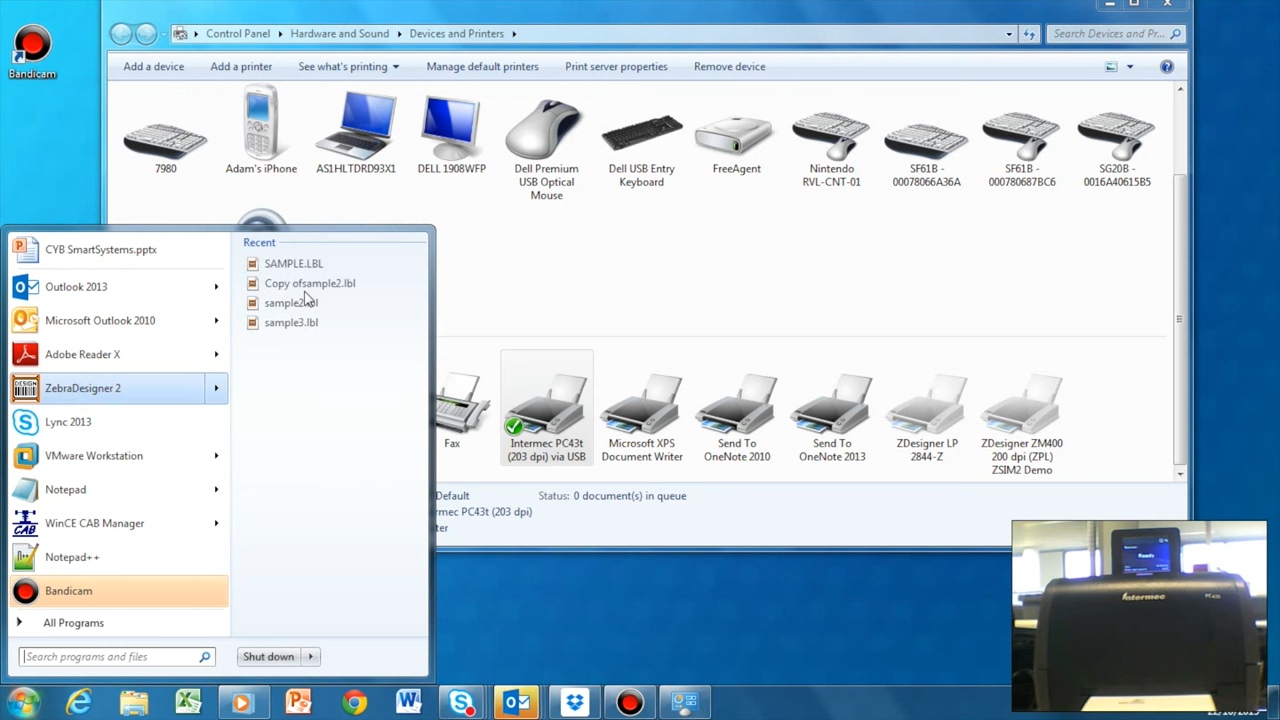 Bandicam
Control Panel
Hardware and Sound
Devices and Printers
Search Devices and Pr...
Add a device
Add a printer
See what's printing
Manage default printers
Print server properties
Remove device
7980
Adam's iPhone
AS1HLTDRD93X1
DELL 1908WFP
Dell Premium
USB Optical
Mouse
Dell USB Entry
Keyboard
FreeAgent
Nintendo
RVL-CNT-01
SF61B -
00078066A36A
SF61B -
000780687BC6
SG20B -
0016A40615B5
CYB SmartSystems.pptx
Outlook 2013
Microsoft Outlook 2010
Adobe Reader X
ZebraDesigner 2
Lync 2013
VMware Workstation
Notepad
WinCE CAB Manager
Notepad++
Bandicam
All Programs
Search programs and files
Shut down
Recent
SAMPLE.LBL
Copy ofsample2.lbl
sample2.lbl
sample3.lbl
Fax
Intermec PC43t
(203 dpi) via USB
Microsoft XPS
Document Writer
Send To
OneNote 2010
Send To
OneNote 2013
ZDesigner LP
2844-Z
ZDesigner ZM400
200 dpi (ZPL)
ZSIM2 Demo
Default
Status: 0 document(s) in queue
rmec PC43t (203 dpi)
ter
Ready
Intermec